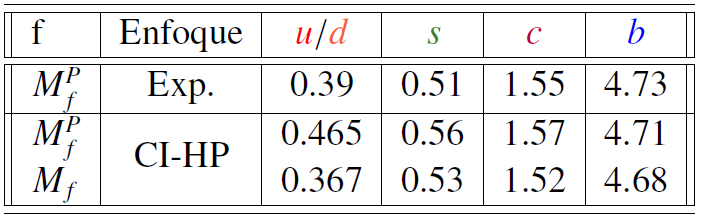 f Enfoque u/d s c b
M_f^P Exp. 0.39 0.51 1.55 4.73
M_f^P CI-HP 0.465 0.56 1.57 4.71
M_f 0.367 0.53 1.52 4.68